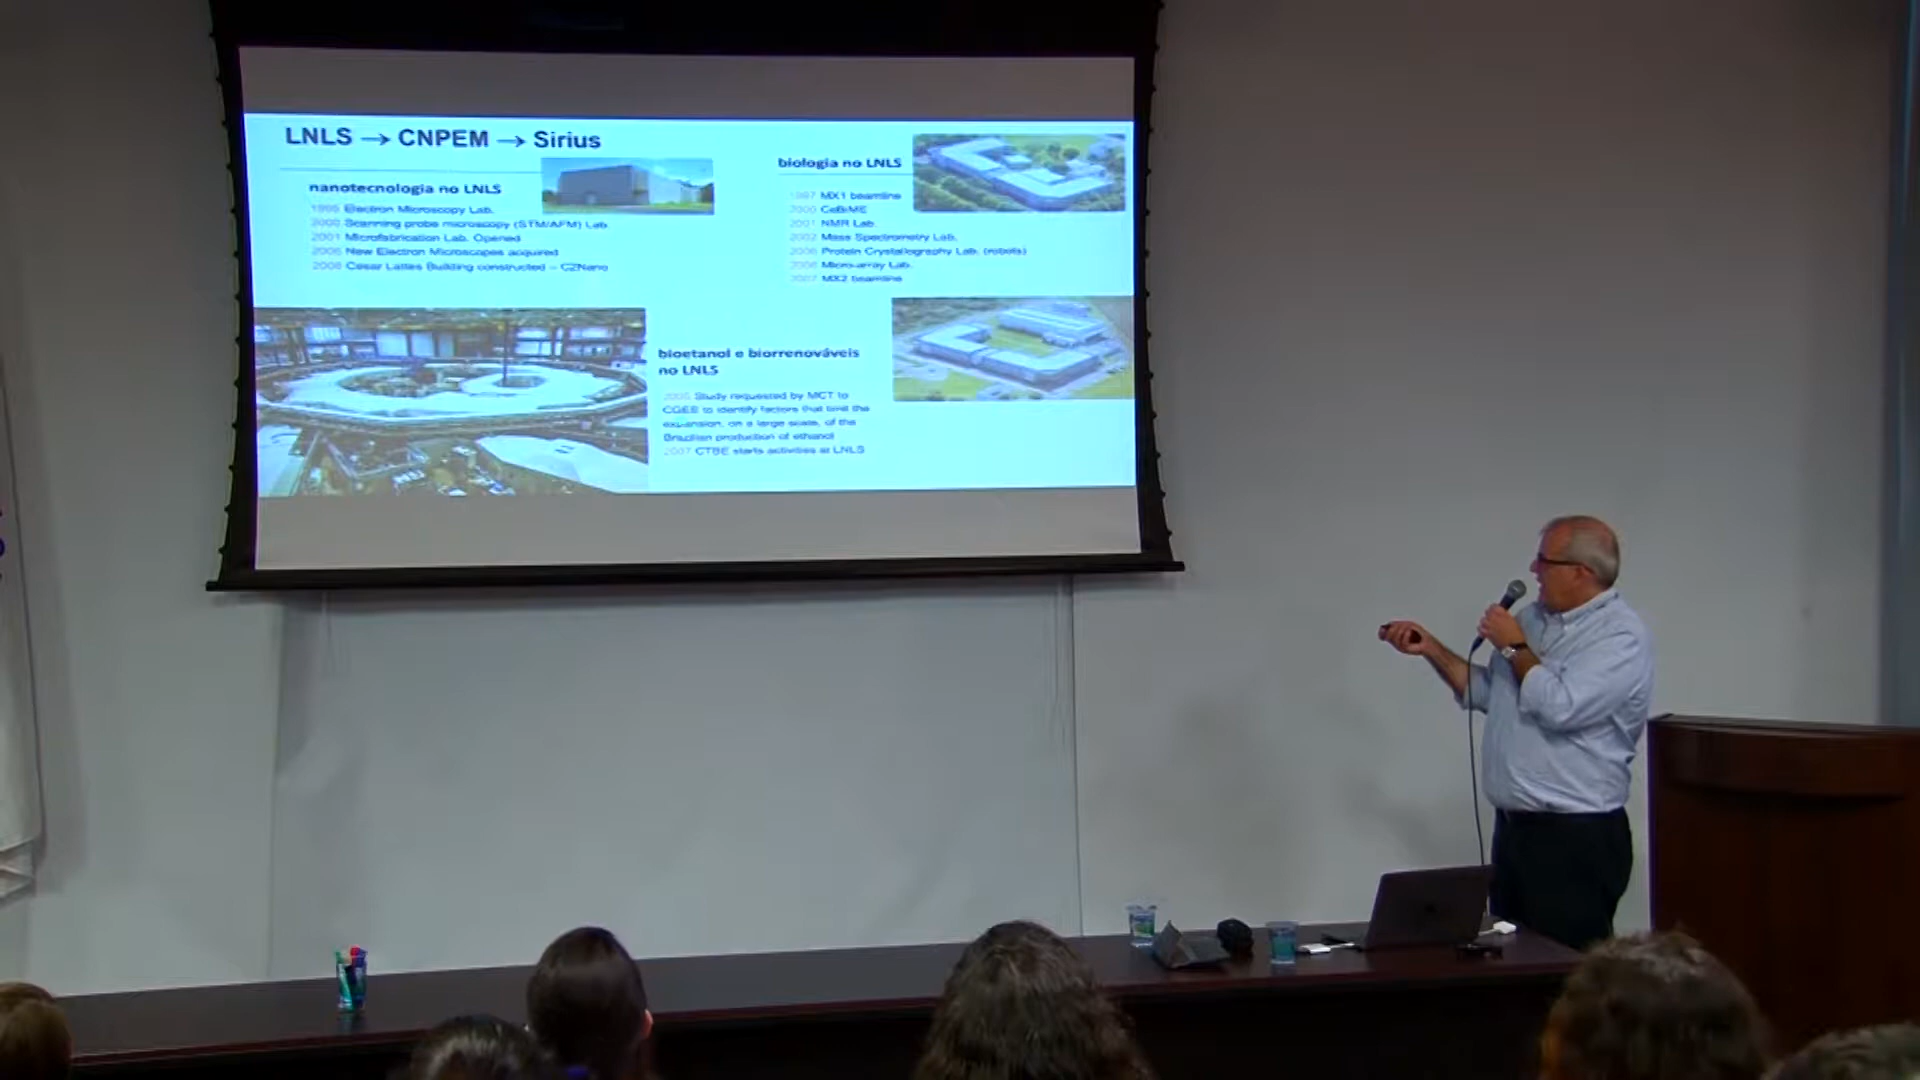 LNLS → CNPEM → Sirius
nanotecnologia no LNLS
Electron Microscopy Lab.
2000 Scanning probe microscopy (STM/AFM) Lab
2001 Microfabrication Lab. Opened
New Electron Microscopes acquired
2008 Cesar Lattes Building constructed – C2Nano
biologia no LNLS
1997 MX1 beamline
2000 CeBiME
2001 NMR Lab.
2002 Mass Spectrometry Lab.
2006 Protein Crystallography Lab. (robots)
Micro-array Lab.
2007 MX2 beamline
bioetanol e biorrenováveis
no LNLS
2005 Study requested by MCT to
to identify factors that limit the
expansion, on a large scale, of the
Brazilian production of ethanol
2007 CTBE starts activities at LNLS